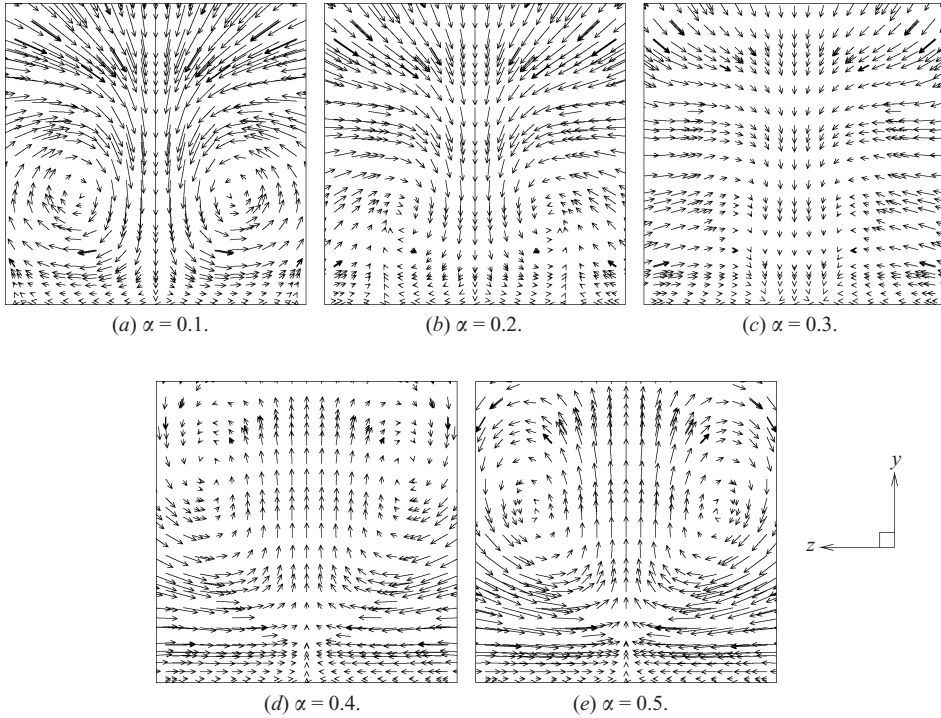 (a) α = 0.1.
(b) α = 0.2.
(c) α = 0.3.
y
z
(d) α = 0.4.
(e) α = 0.5.